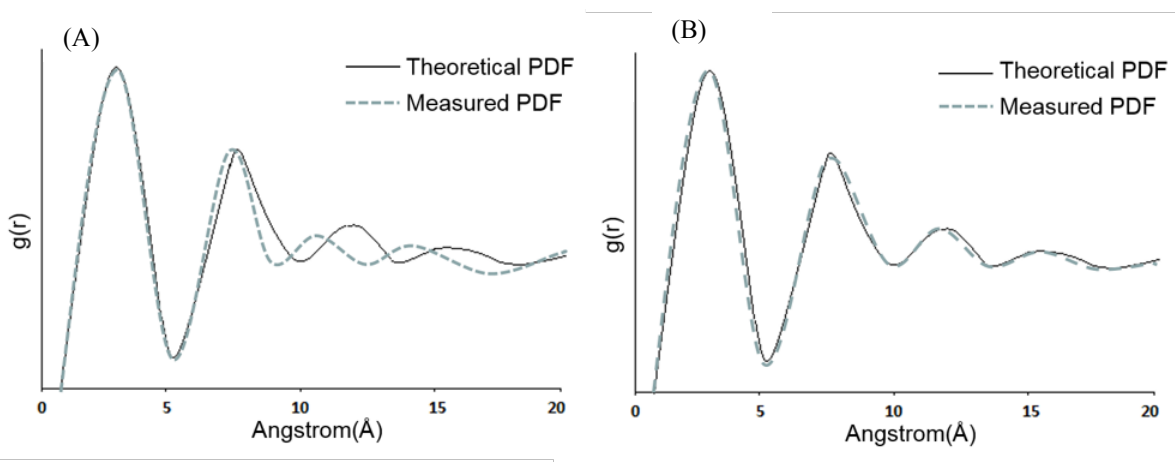 (A)
Theoretical PDF
Measured PDF
g(r)
0 5 10 15 20
Angstrom(Å)
(B)
Theoretical PDF
Measured PDF
g(r)
0 5 10 15 20
Angstrom(Å)